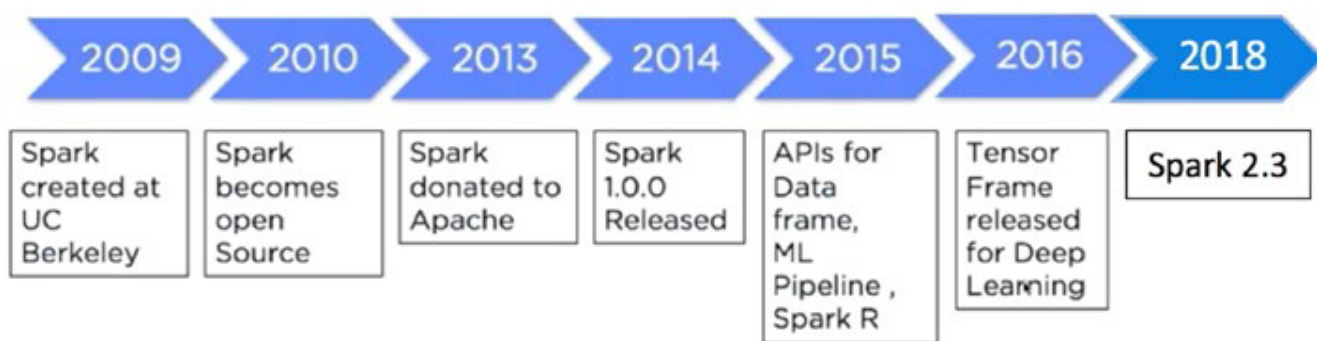 2009
2010
2013
2014
2015
2016
2018
Spark
created at
UC
Berkeley
Spark
becomes
open
Source
Spark
donated to
Apache
Spark
1.0.0
Released
APIs for
Data
frame,
ML
Pipeline ,
Spark R
Tensor
Frame
released
for Deep
Learning
Spark 2.3